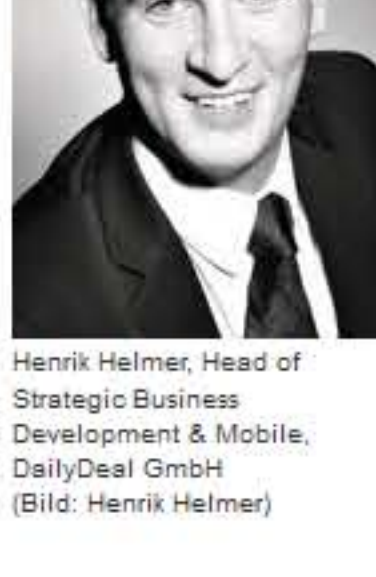 Henrik Helmer, Head of
Strategic Business
Development & Mobile,
DailyDeal GmbH
(Bild: Henrik Helmer)